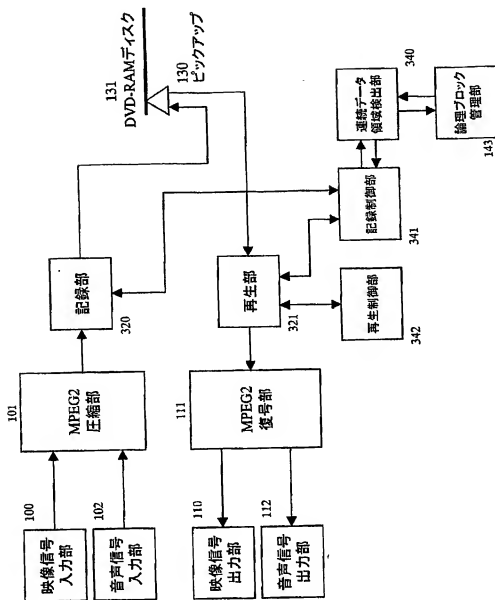 100
映像信号
入力部
102
音声信号
入力部
101
MPEG2
圧縮部
記録部
320
131
DVD-RAMディスク
130
ピックアップ
110
映像信号
出力部
112
音声信号
出力部
111
MPEG2
復号部
再生部
321
再生制御部
342
記録制御部
341
連続データ
領域検出部
340
論理ブロック
管理部
143